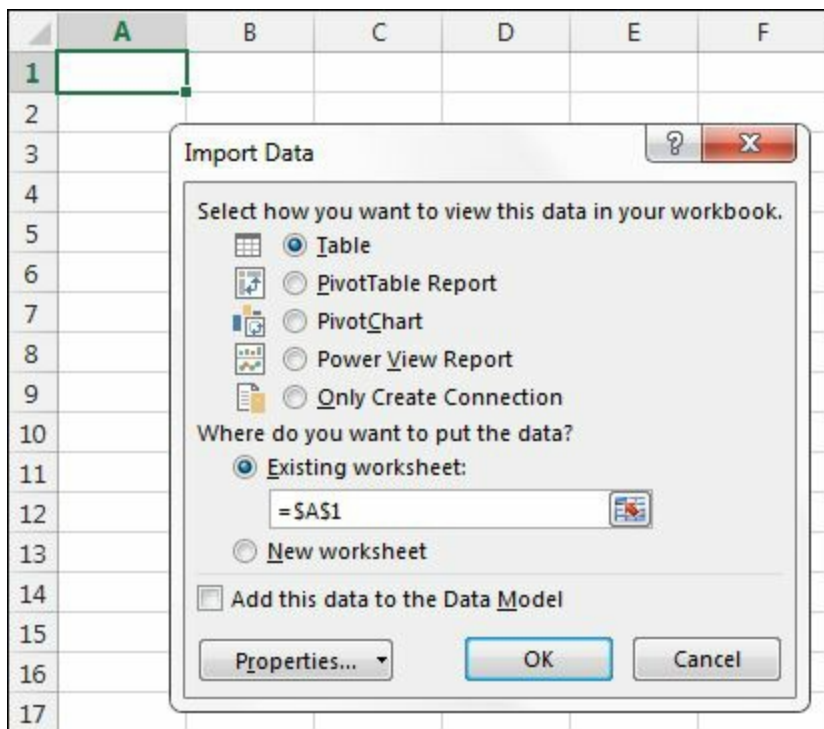 A B C D E F
1
2
3
Import Data
4
Select how you want to view this data in your workbook.
5
Table
6
PivotTable Report
7
PivotChart
8
Power View Report
9
Only Create Connection
10
Where do you want to put the data?
11
Existing worksheet:
12
=$A$1
13
New worksheet
14
Add this data to the Data Model
15
16
Properties... OK Cancel
17